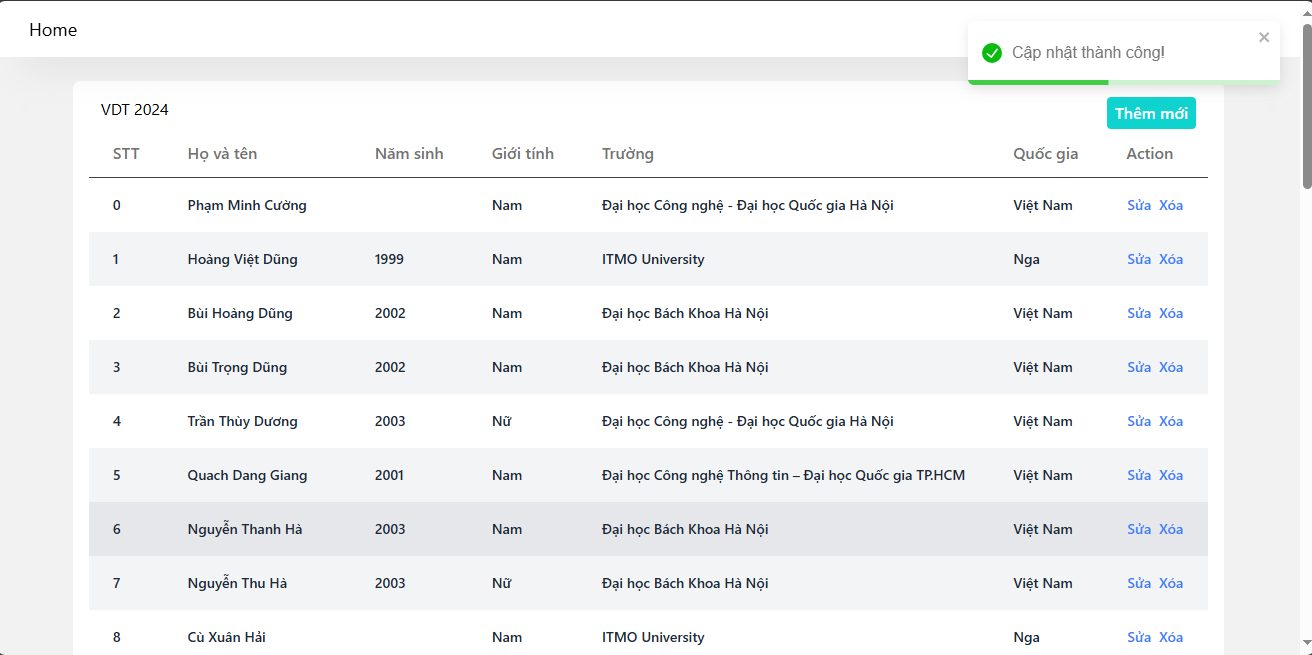 Home
Cập nhật thành công!
VDT 2024
Thêm mới
STT Họ và tên Năm sinh Giới tính Trường Quốc gia Action
0 Phạm Minh Cường Nam Đại học Công nghệ - Đại học Quốc gia Hà Nội Việt Nam Sửa Xóa
1 Hoảng Việt Dũng 1999 Nam ITMO University Nga Sửa Xóa
2 Bùi Hoàng Dũng 2002 Nam Đại học Bách Khoa Hà Nội Việt Nam Sửa Xóa
3 Bùi Trọng Dũng 2002 Nam Đại học Bách Khoa Hà Nội Việt Nam Sửa Xóa
4 Trần Thùy Dương 2003 Nữ Đại học Công nghệ - Đại học Quốc gia Hà Nội Việt Nam Sửa Xóa
5 Quach Dang Giang 2001 Nam Đại học Công nghệ Thông tin – Đại học Quốc gia TP.HCM Việt Nam Sửa Xóa
6 Nguyễn Thanh Hà 2003 Nam Đại học Bách Khoa Hà Nội Việt Nam Sửa Xóa
7 Nguyễn Thu Hà 2003 Nữ Đại học Bách Khoa Hà Nội Việt Nam Sửa Xóa
8 Cù Xuân Hải Nam ITMO University Nga Sửa Xóa